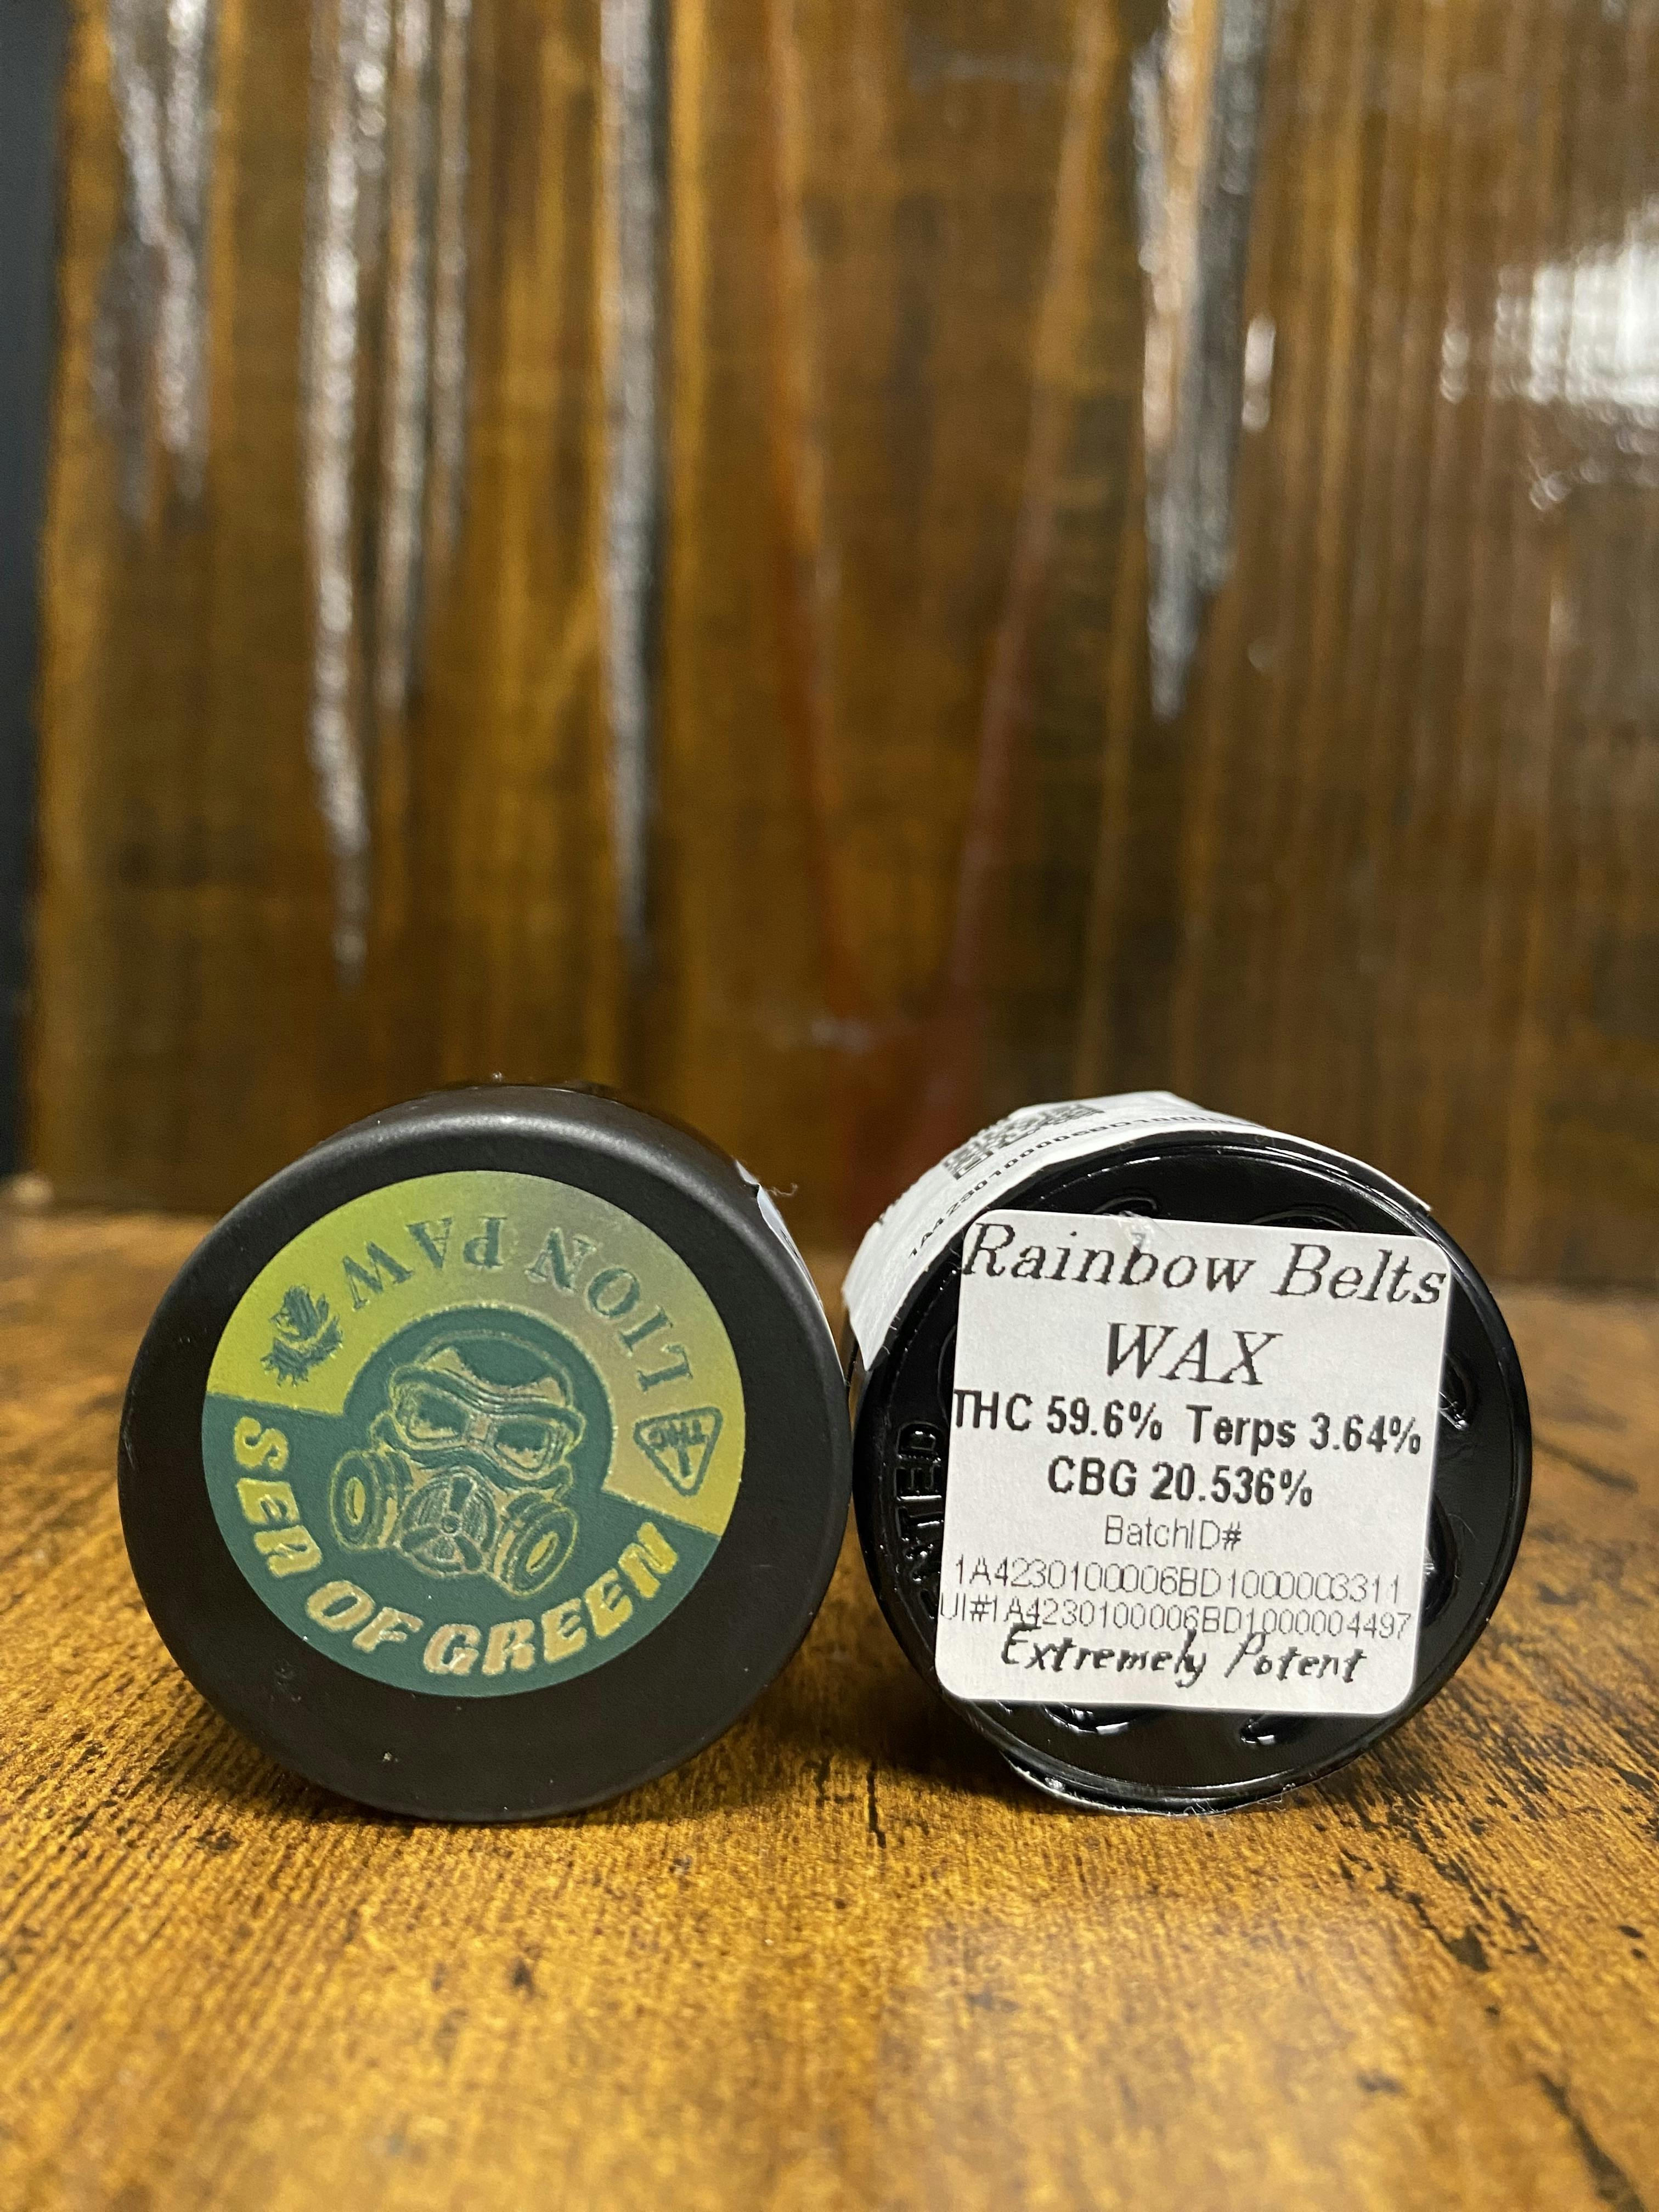 LION PAW
THC
SEA OF GREEN
Rainbow Belts
WAX
THC 59.6% Terps 3.64%
CBG 20.536%
BatchID#
1A4230100006BD1000003311
UI#1A4230100006BD1000004497
Extremely Potent